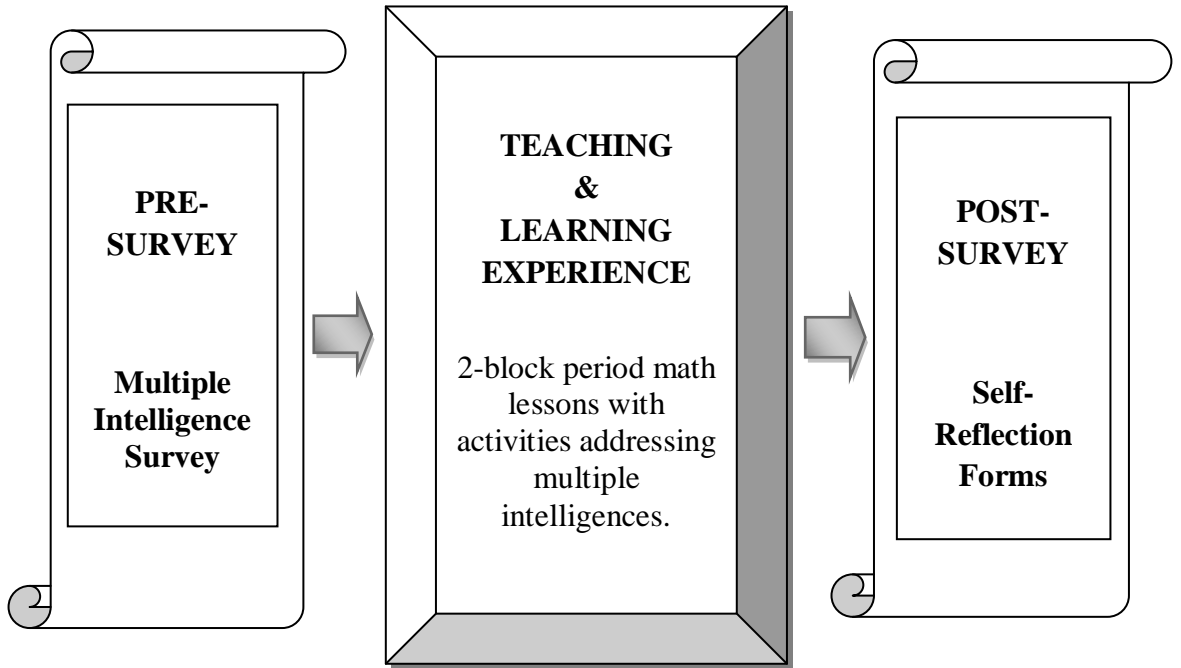 PRE-
SURVEY
Multiple
Intelligence
Survey
TEACHING
&
LEARNING
EXPERIENCE
2-block period math
lessons with
activities addressing
multiple
intelligences.
POST-
SURVEY
Self-
Reflection
Forms